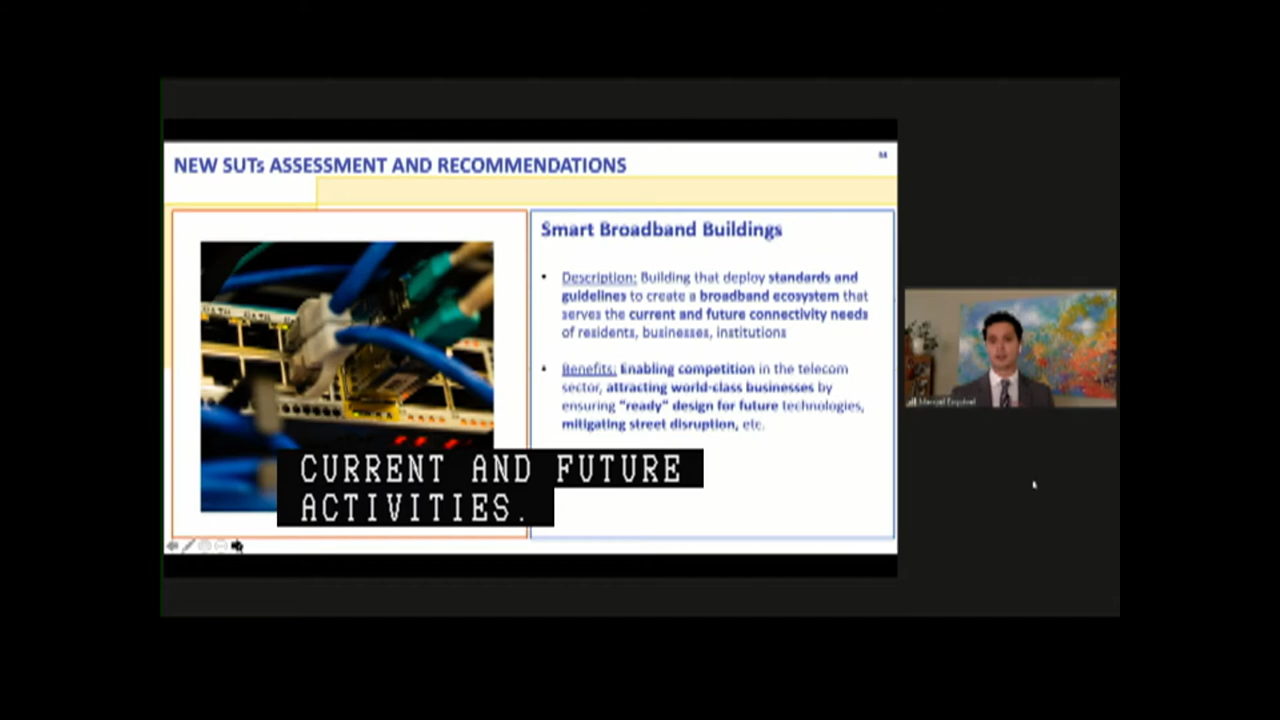 NEW SUTs ASSESSMENT AND RECOMMENDATIONS
Smart Broadband Buildings
• Description: Building that deploy standards and
guidelines to create a broadband ecosystem that
serves the current and future connectivity needs
of residents, businesses, institutions
• Benefits: Enabling competition in the telecom
sector, attracting world-class businesses by
ensuring "ready" design for future technologies,
mitigating street disruption, etc.
CURRENT AND FUTURE
ACTIVITIES.
Manuel Esquivel